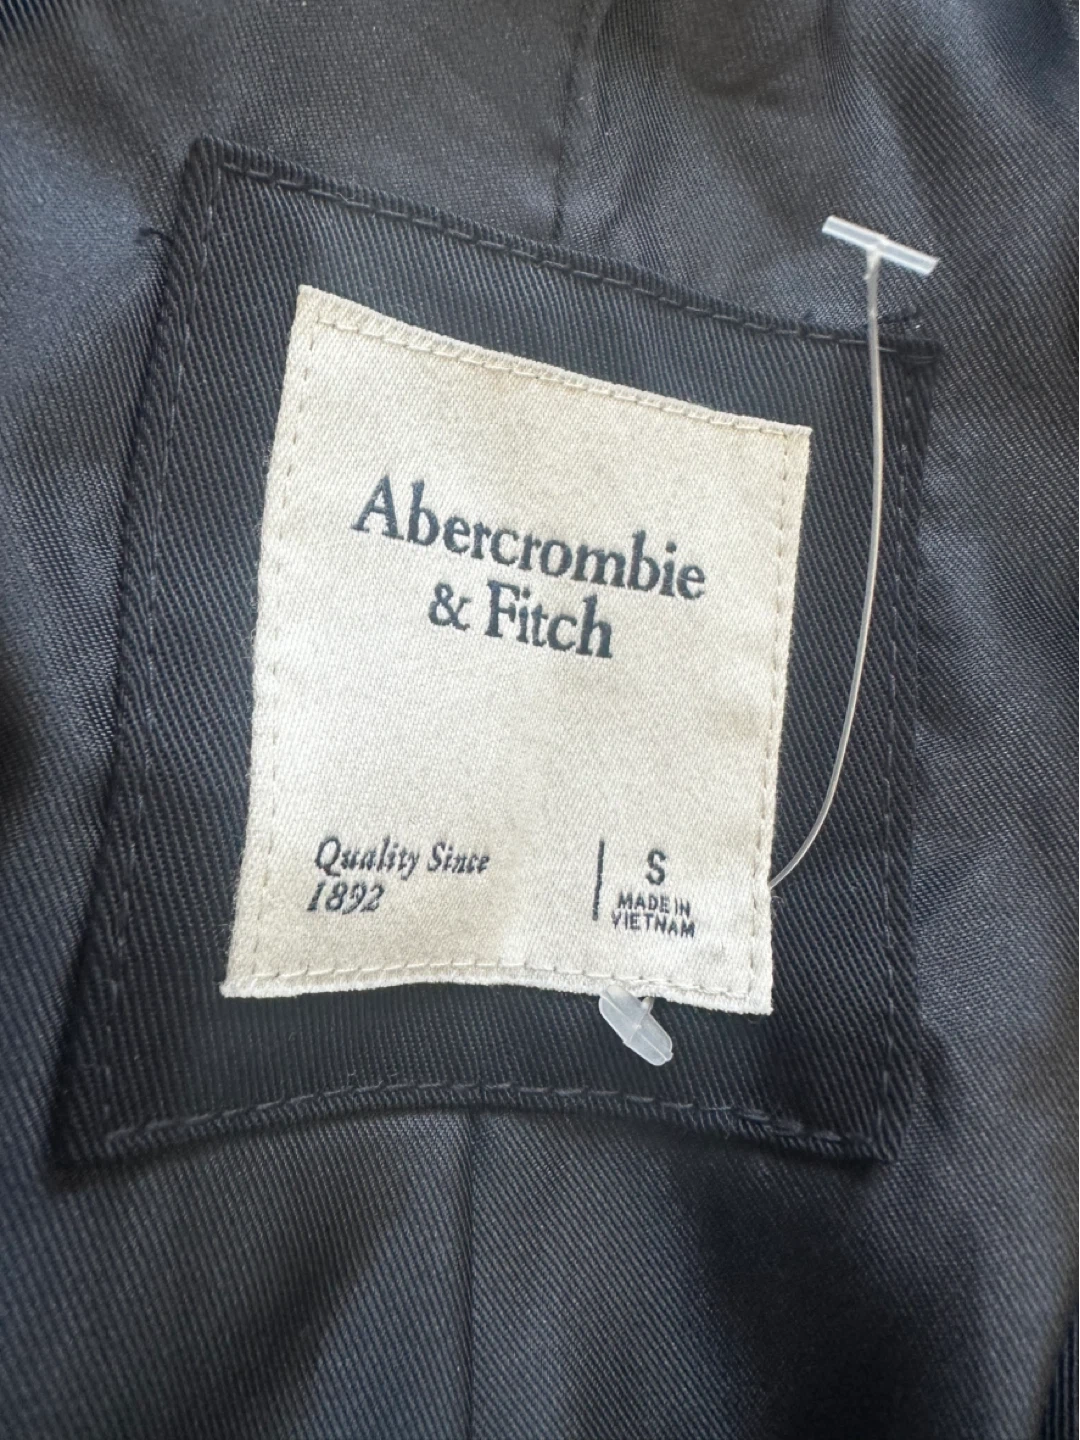 Abercrombie
& Fitch
Quality Since
1892
S
MADE IN
VIETNAM